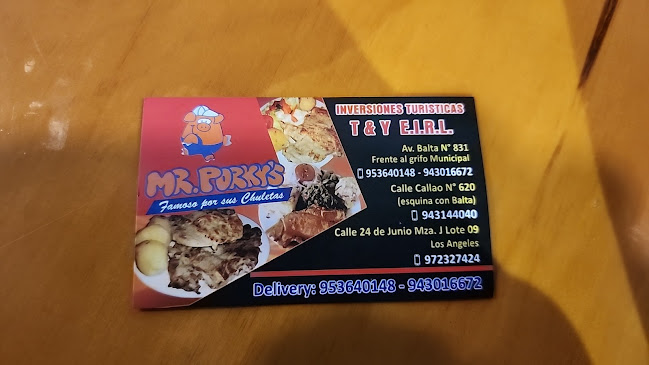 MR. PORKY'S
Famoso por sus Chuletas
INVERSIONES TURISTICAS
T & Y E.I.R.L.
Av. Balta N° 831
Frente al grifo Municipal
953640148 - 943016672
Calle Callao N° 620
(esquina con Balta)
943144040
Calle 24 de Junio Mza. J Lote 09
Los Angeles
972327424
Delivery: 953640148 - 943016672